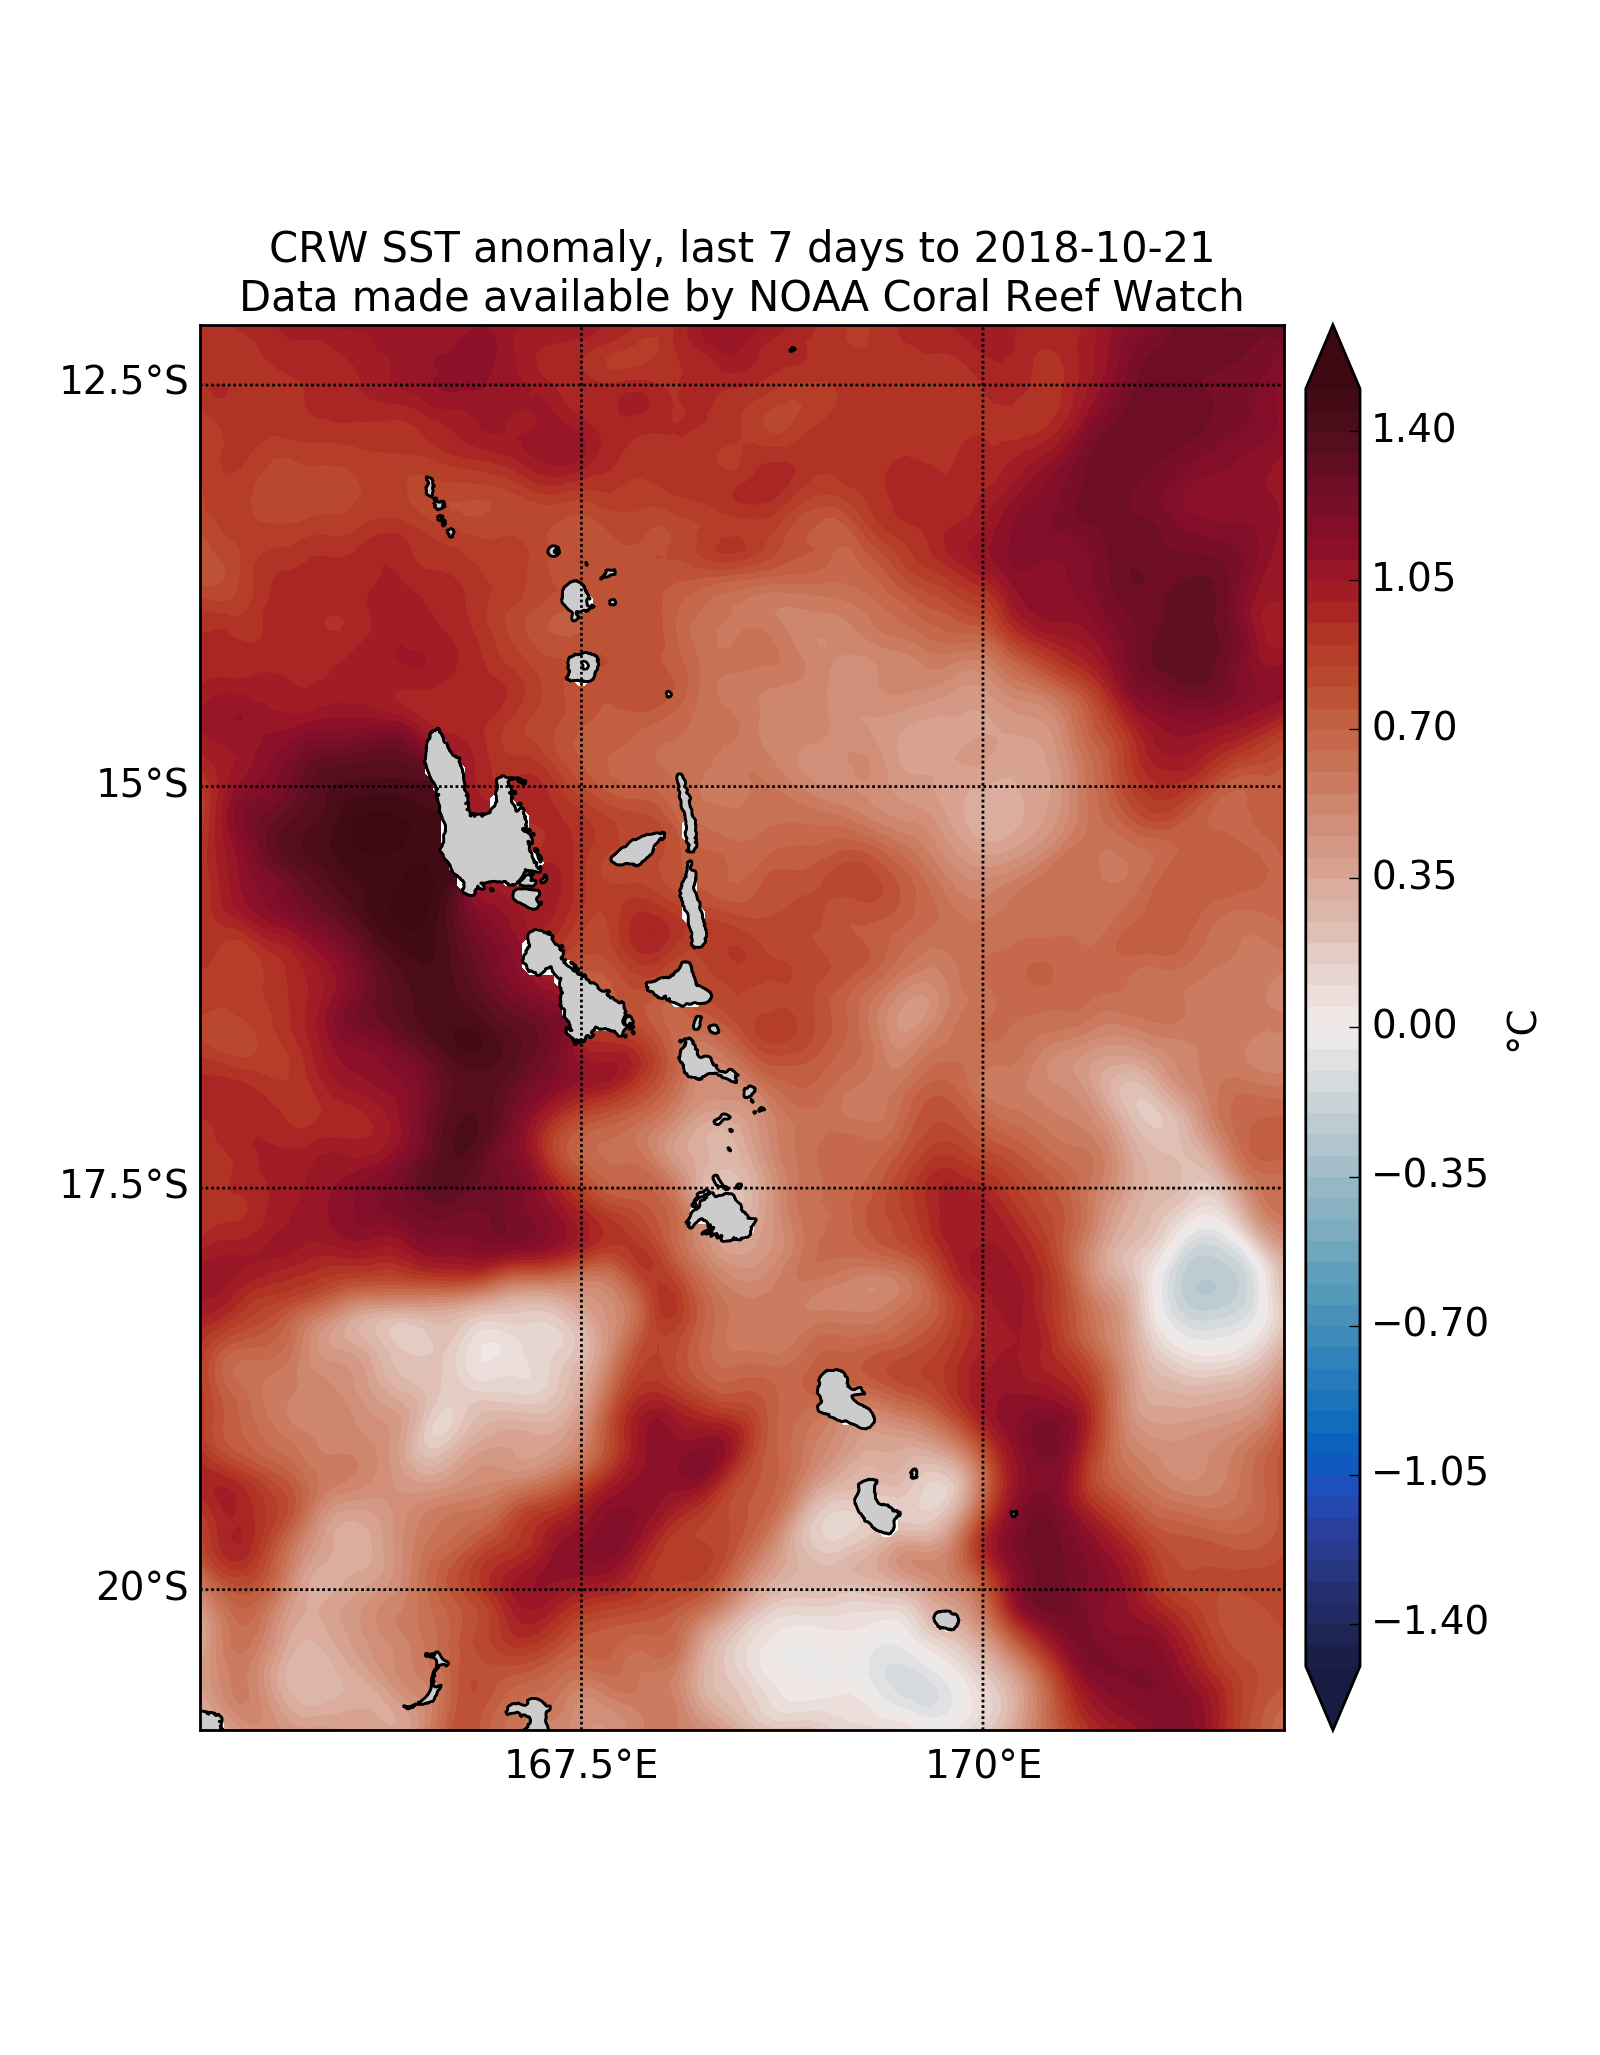 CRW SST anomaly, last 7 days to 2018-10-21
Data made available by NOAA Coral Reef Watch
12.5°S
15°S
17.5°S
20°S
167.5°E
170°E
1.40
1.05
0.70
0.35
0.00
−0.35
−0.70
−1.05
−1.40
°C